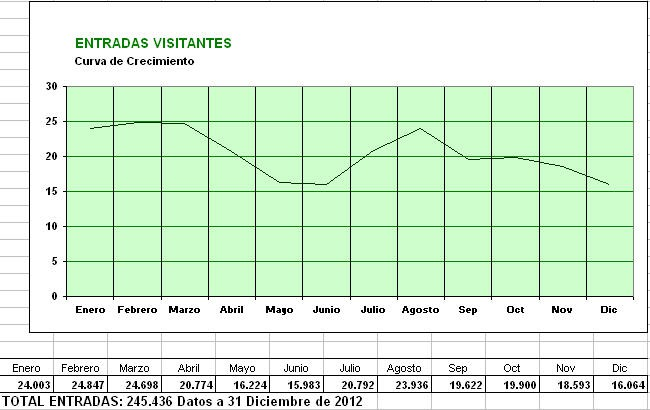 ENTRADAS VISITANTES
Curva de Crecimiento
30
25
20
15
10
5
0
Enero Febrero Marzo Abril Mayo Junio Julio Agosto Sep Oct Nov Dic
Enero Febrero Marzo Abril Mayo Junio Julio Agosto Sep Oct Nov Dic
24.003 24.847 24.698 20.774 16.224 15.983 20.792 23.936 19.622 19.900 18.593 16.064
TOTAL ENTRADAS: 245.436 Datos a 31 Diciembre de 2012